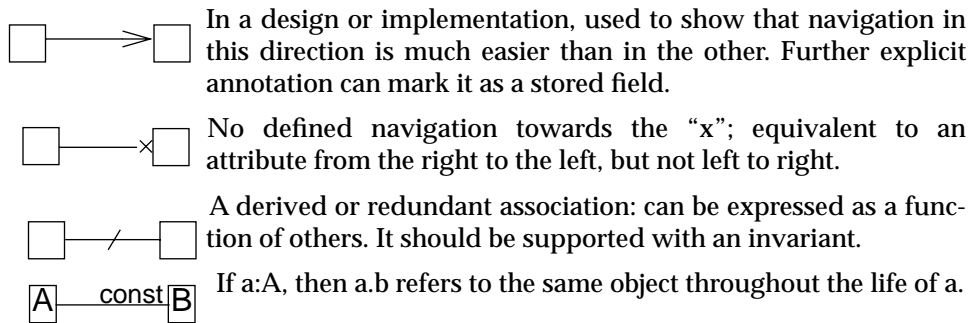 In a design or implementation, used to show that navigation in
this direction is much easier than in the other. Further explicit
annotation can mark it as a stored field.
No defined navigation towards the “x”; equivalent to an
attribute from the right to the left, but not left to right.
A derived or redundant association: can be expressed as a func-
tion of others. It should be supported with an invariant.
A const B If a:A, then a.b refers to the same object throughout the life of a.